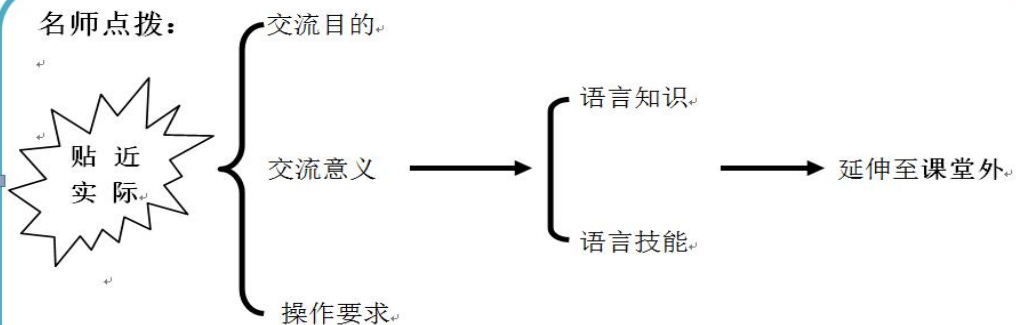 名师点拨：
交流目的
语言知识
贴 近
实 际
交流意义
延伸至课堂外
语言技能
操作要求